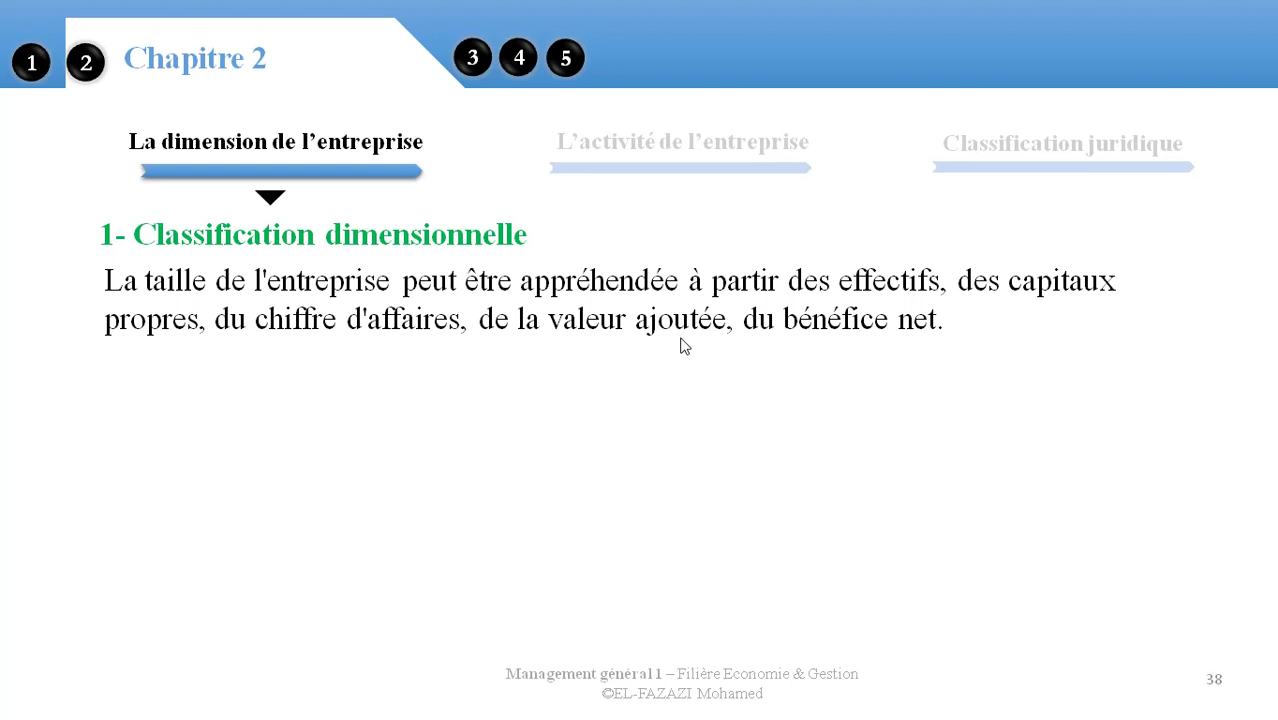 1 2 Chapitre 2 3 4 5
La dimension de l’entreprise L’activité de l’entreprise Classification juridique
1- Classification dimensionnelle
La taille de l'entreprise peut être appréhendée à partir des effectifs, des capitaux
propres, du chiffre d'affaires, de la valeur ajoutée, du bénéfice net.
Management général 1 – Filière Economie & Gestion
©EL-FAZAZI Mohamed
38